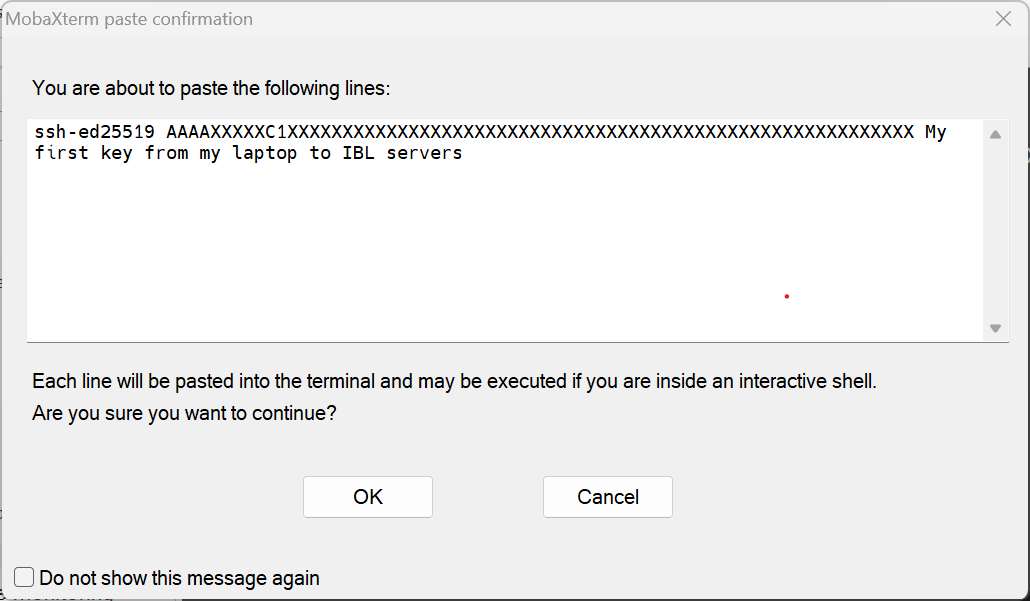 MobaXterm paste confirmation
You are about to paste the following lines:
ssh-ed25519 AAAAXXXXXC1XXXXXXXXXXXXXXXXXXXXXXXXXXXXXXXXXXXXXXXXXXXXXXXXXXXXXXXXX My
first key from my laptop to IBL servers
Each line will be pasted into the terminal and may be executed if you are inside an interactive shell.
Are you sure you want to continue?
OK
Cancel
Do not show this message again